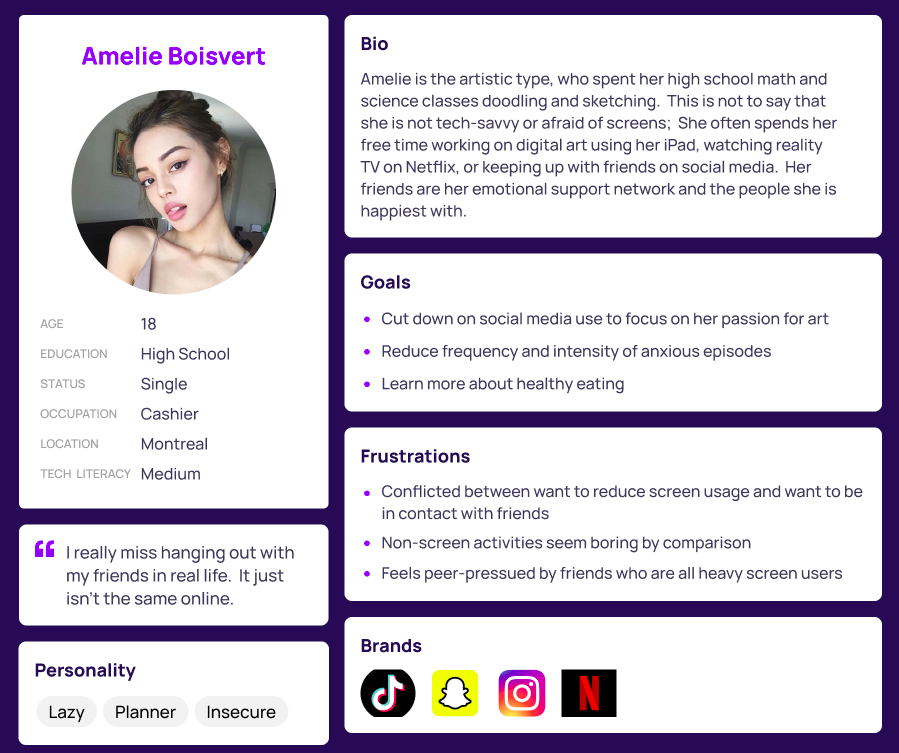 Amelie Boisvert
AGE 18
EDUCATION High School
STATUS Single
OCCUPATION Cashier
LOCATION Montreal
TECH LITERACY Medium
I really miss hanging out with
my friends in real life. It just
isn't the same online.
Personality
Lazy Planner Insecure
Bio
Amelie is the artistic type, who spent her high school math and
science classes doodling and sketching. This is not to say that
she is not tech-savvy or afraid of screens; She often spends her
free time working on digital art using her iPad, watching reality
TV on Netflix, or keeping up with friends on social media. Her
friends are her emotional support network and the people she is
happiest with.
Goals
• Cut down on social media use to focus on her passion for art
• Reduce frequency and intensity of anxious episodes
• Learn more about healthy eating
Frustrations
• Conflicted between want to reduce screen usage and want to be
in contact with friends
• Non-screen activities seem boring by comparison
• Feels peer-pressued by friends who are all heavy screen users
Brands
N